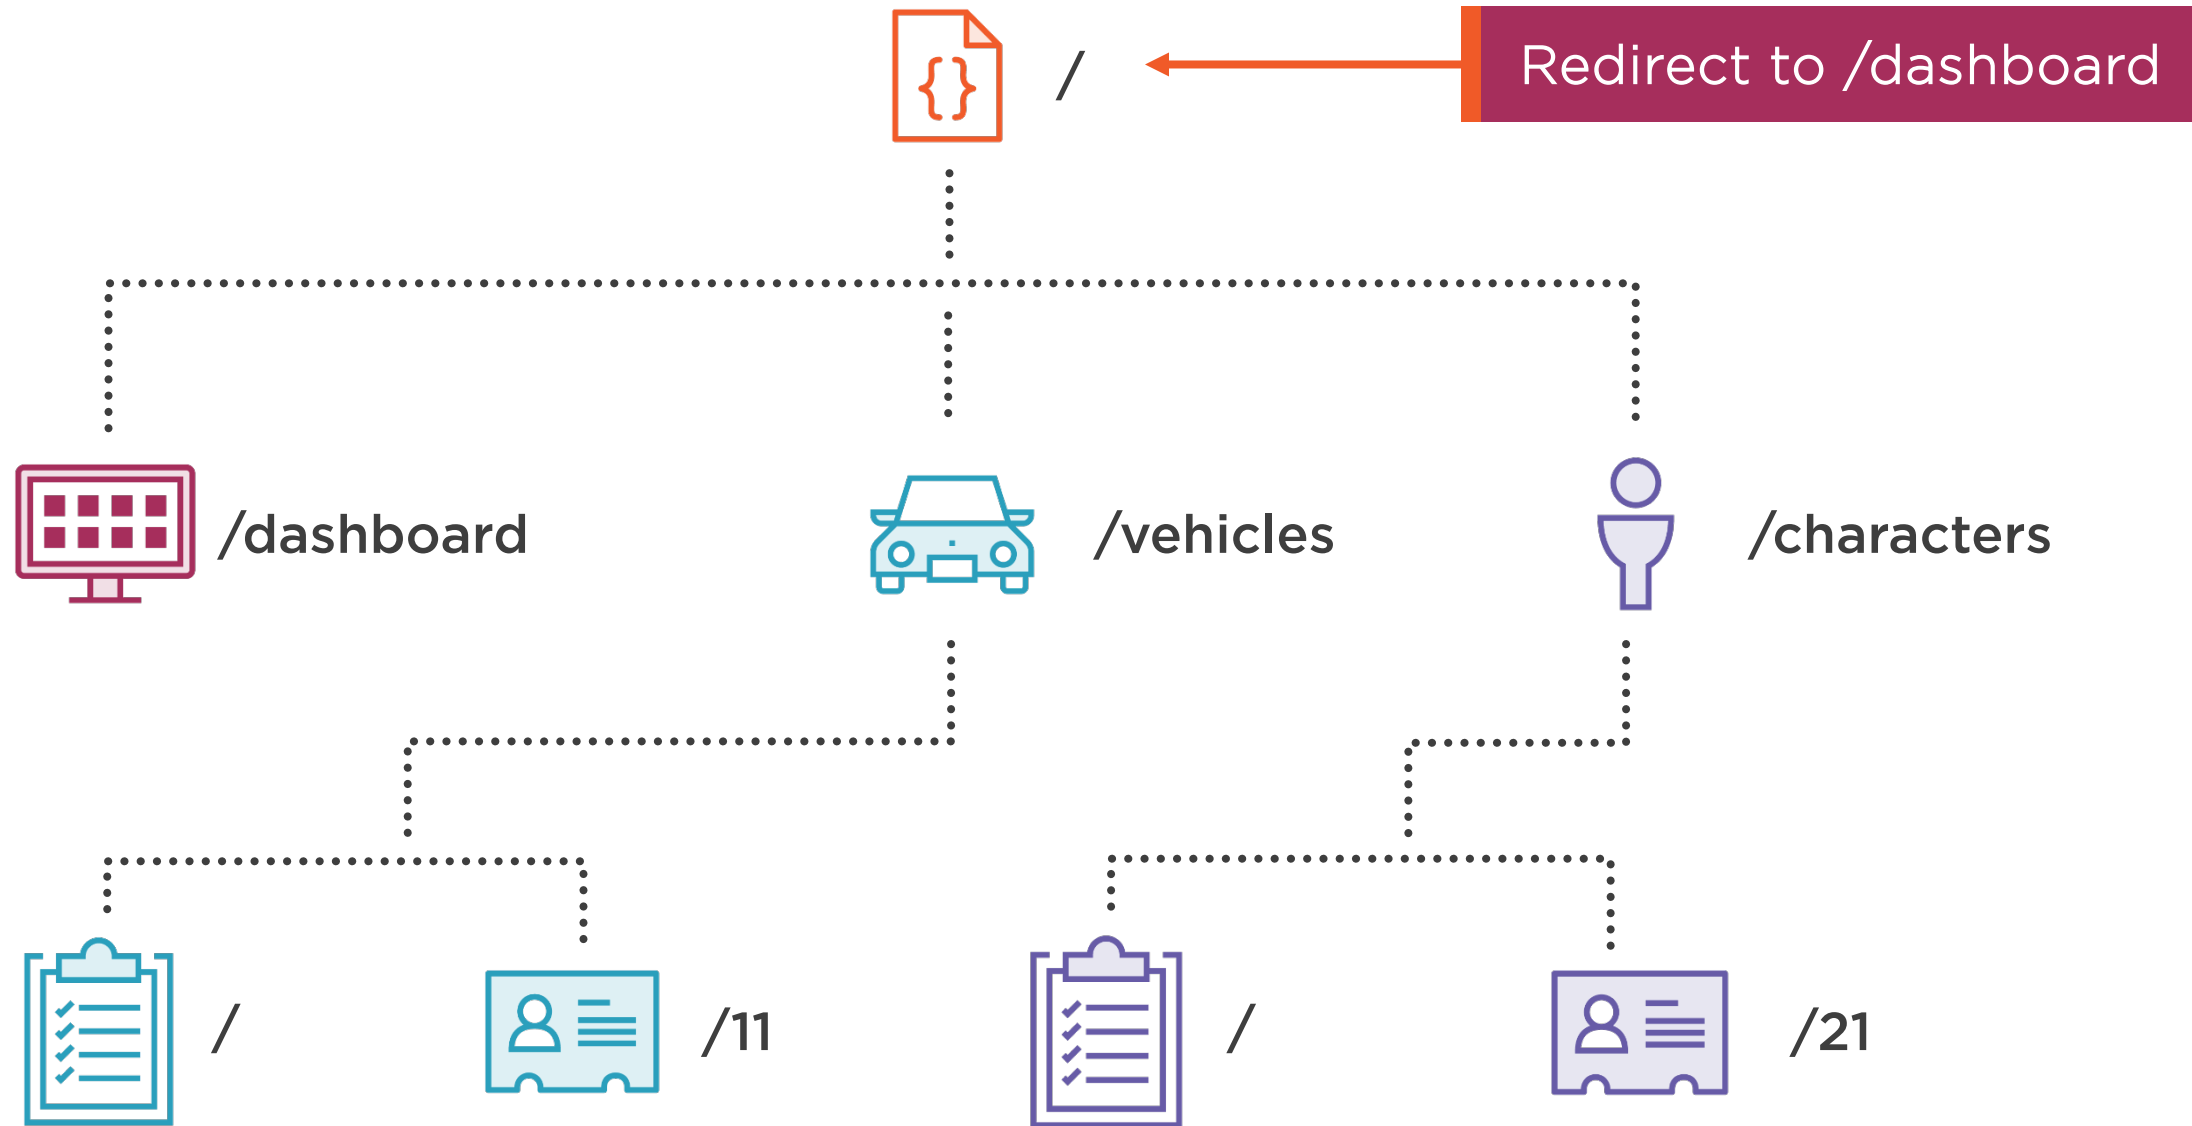 {}
/
Redirect to /dashboard
/dashboard
/vehicles
/characters
/
/11
/
/21